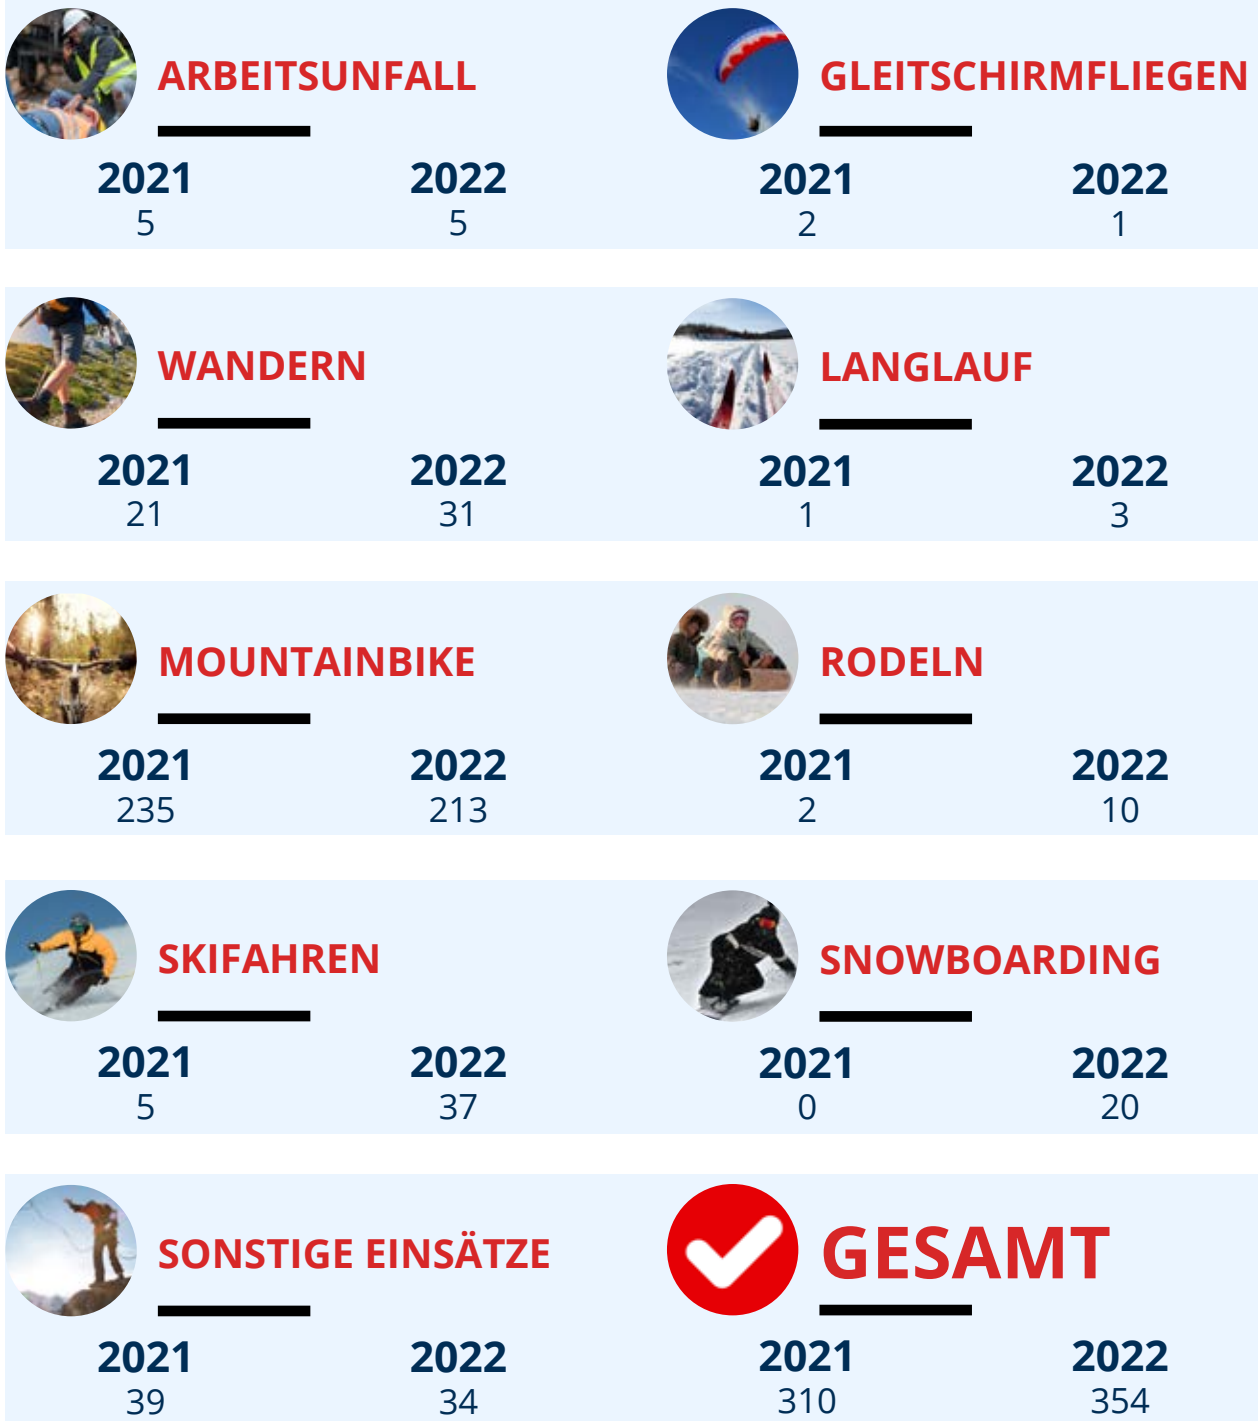 ARBEITSUNFALL
2021 2022
5 5
GLEITSCHIRMFLIEGEN
2021 2022
2 1
WANDERN
2021 2022
21 31
LANGLAUF
2021 2022
1 3
MOUNTAINBIKE
2021 2022
235 213
RODELN
2021 2022
2 10
SKIFAHREN
2021 2022
5 37
SNOWBOARDING
2021 2022
0 20
SONSTIGE EINSÄTZE
2021 2022
39 34
GESAMT
2021 2022
310 354